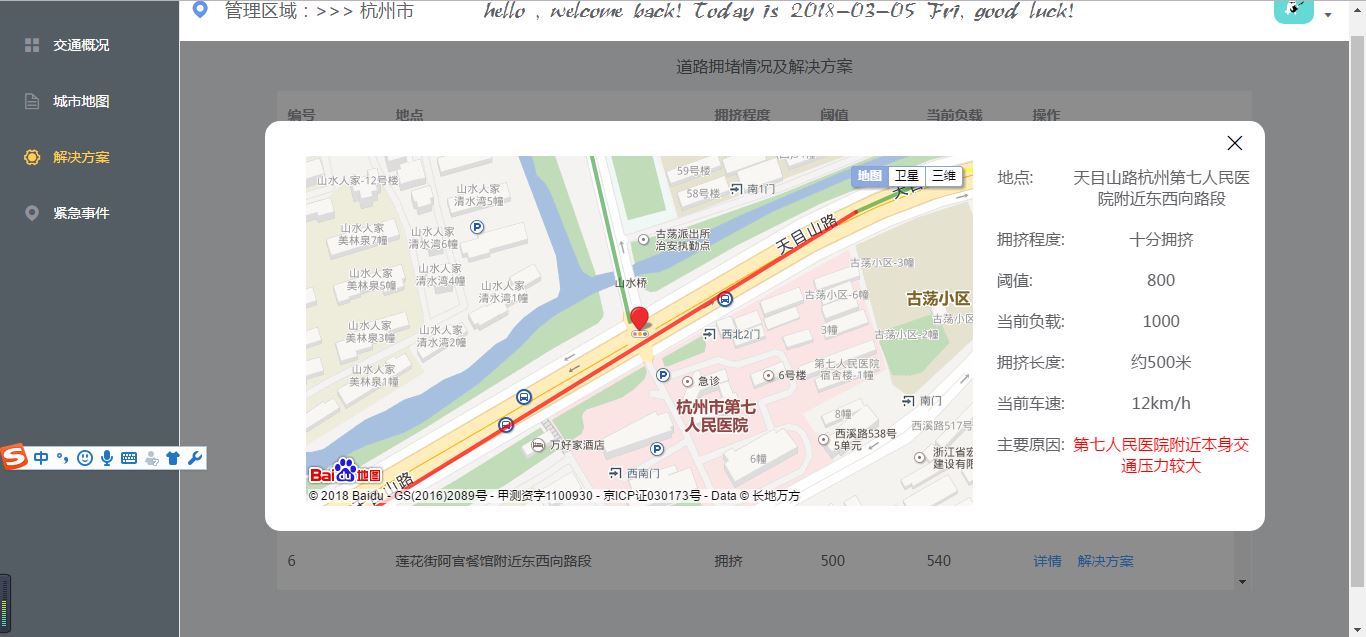 管理区域：>>> 杭州市
hello , welcome back! Today is 2018-03-05 Fri, good luck!
交通概况
城市地图
解决方案
紧急事件
道路拥堵情况及解决方案
编号 地点 拥挤程度 阈值 当前负载 操作
地图 卫星 三维
山水人家-12号楼
山水人家
清水湾5幢
59号楼
58号楼
南1门
山水人家
美林泉7幢
山水人家
清水湾6幢
P
古荡派出所
治安执勤点
天目山路
山水人家
美林泉5幢
山水人家
清水湾4幢
山水人家
清水湾1幢
山水桥
古荡小区-3幢
古荡小区-6幢
古荡小区
古荡小区
古荡小区-2幢
山水人家
美林泉3幢
山水人家
清水湾2幢
西北2门
3幢
山水人家
美林泉1幢
P
急诊
6号楼
第七人民医院
宿舍楼-1幢
南门
杭州市第七
人民医院
8幢
西溪路538号
5单元
西溪路517号
万好家酒店
P
6幢
西南门
浙江省宏
建设有限
Bai du 地图
天目山路
© 2018 Baidu - GS(2016)2089号 - 甲测资字1100930 - 京ICP证030173号 - Data © 长地万方
地点: 天目山路杭州第七人民医
院附近东西向路段
拥挤程度: 十分拥挤
阈值: 800
当前负载: 1000
拥挤长度: 约500米
当前车速: 12km/h
主要原因: 第七人民医院附近本身交
通压力较大
S 中
6 莲花街阿官餐馆附近东西向路段 拥挤 500 540 详情 解决方案